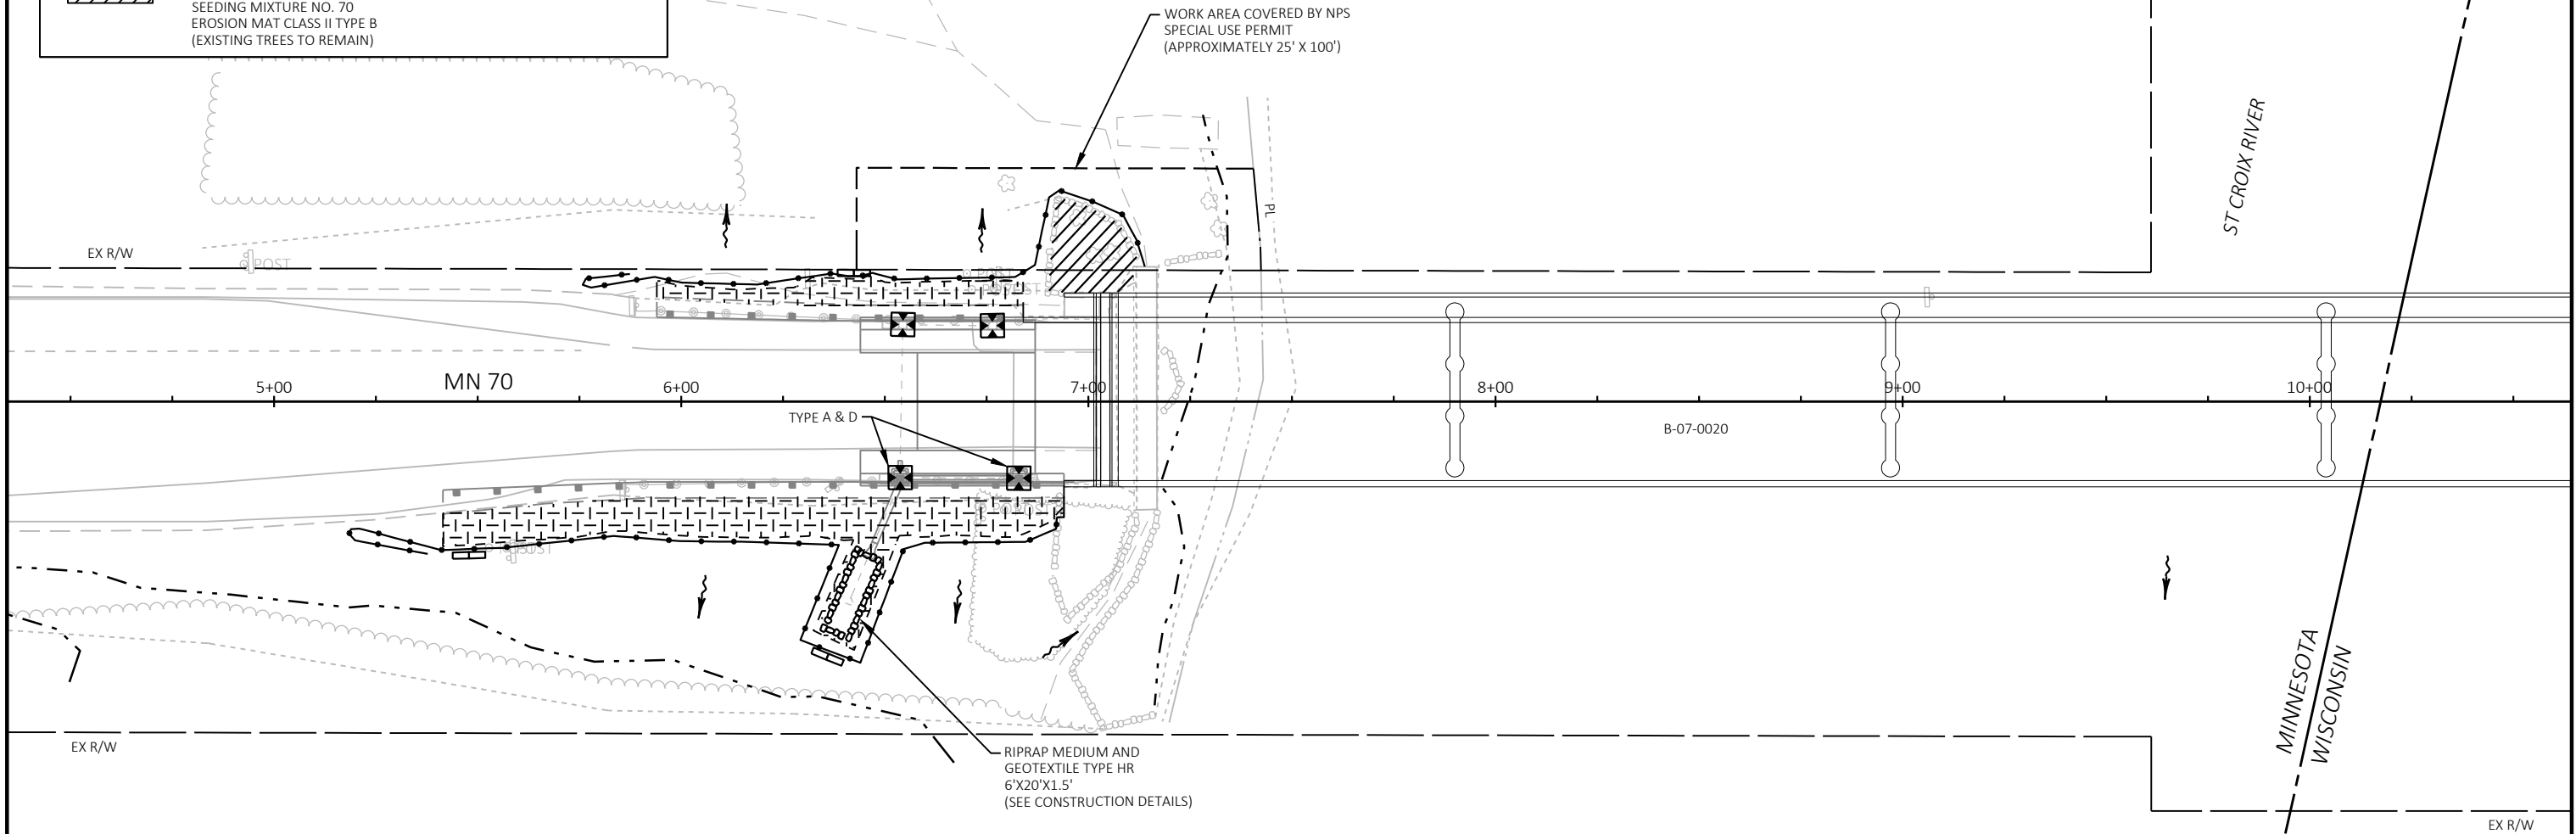 SEEDING MIXTURE NO. 70
EROSION MAT CLASS II TYPE B
(EXISTING TREES TO REMAIN)
WORK AREA COVERED BY NPS
SPECIAL USE PERMIT
(APPROXIMATELY 25' X 100')
ST CROIX RIVER
PL
EX R/W
POST
5+00
MN 70
6+00
7+00
8+00
9+00
10+00
TYPE A & D
B-07-0020
MINNESOTA
WISCONSIN
EX R/W
RIPRAP MEDIUM AND
GEOTEXTILE TYPE HR
6'X20'X1.5'
(SEE CONSTRUCTION DETAILS)
EX R/W